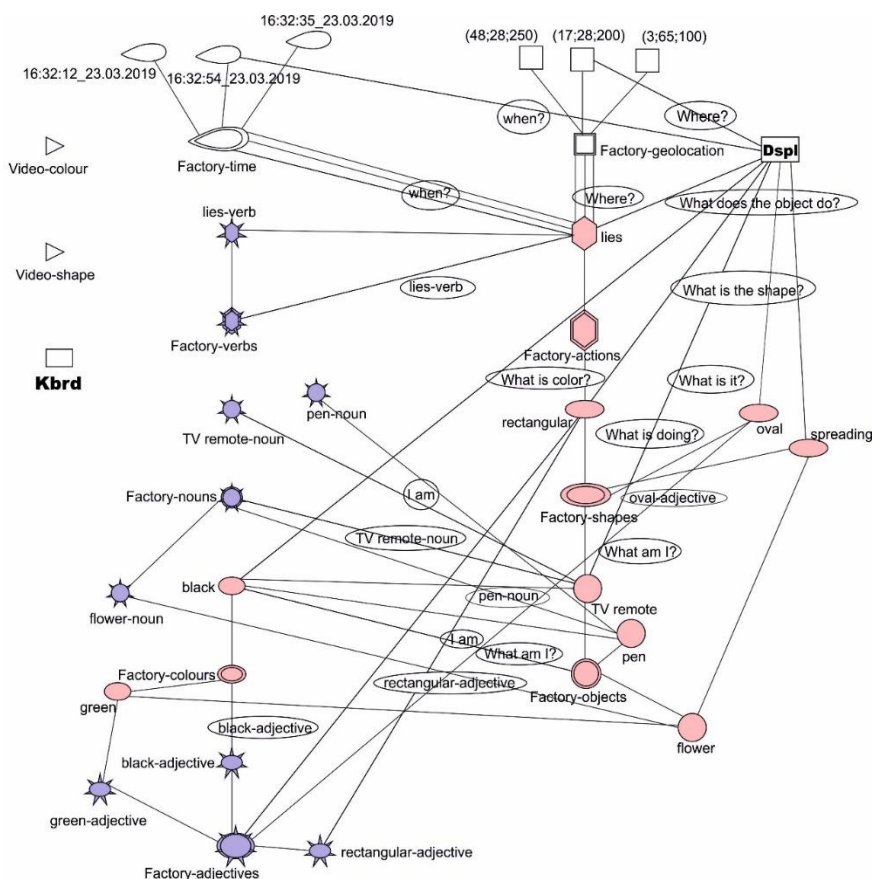 16:32:35_23.03.2019
(48;28;250)
(17;28;200)
(3;65;100)
16:32:12_23.03.2019
16:32:54_23.03.2019
when?
Where?
Video-colour
Factory-time
Factory-geolocation
Dspl
when?
Where?
What does the object do?
lies-verb
lies
Video-shape
lies-verb
What is the shape?
Factory-verbs
Factory-actions
Kbrd
What is color?
What is it?
pen-noun
TV remote-noun
rectangular
oval
spreading
What is doing?
Factory-nouns
I am
oval-adjective
Factory-shapes
TV remote-noun
What am I?
black
pen-noun
TV remote
flower-noun
I am
What am I?
pen
Factory-colours
rectangular-adjective
Factory-objects
green
black-adjective
flower
black-adjective
green-adjective
Factory-adjectives
rectangular-adjective